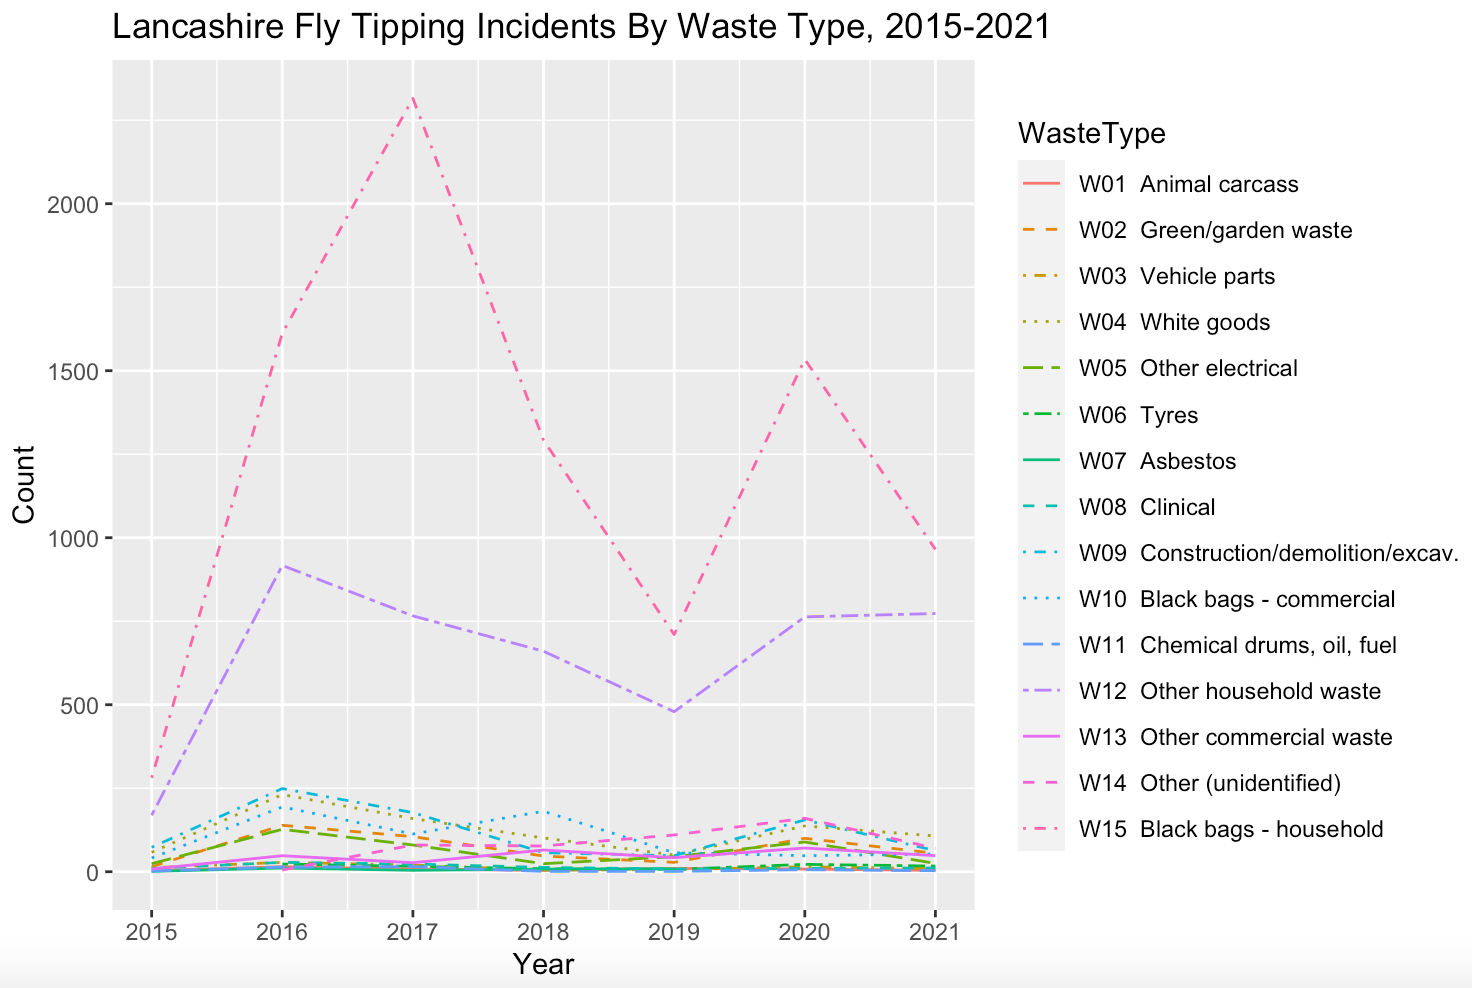 Lancashire Fly Tipping Incidents By Waste Type, 2015-2021
Count
2000
1500
1000
500
0
2015 2016 2017 2018 2019 2020 2021
Year
WasteType
W01 Animal carcass
W02 Green/garden waste
W03 Vehicle parts
W04 White goods
W05 Other electrical
W06 Tyres
W07 Asbestos
W08 Clinical
W09 Construction/demolition/excav.
W10 Black bags - commercial
W11 Chemical drums, oil, fuel
W12 Other household waste
W13 Other commercial waste
W14 Other (unidentified)
W15 Black bags - household